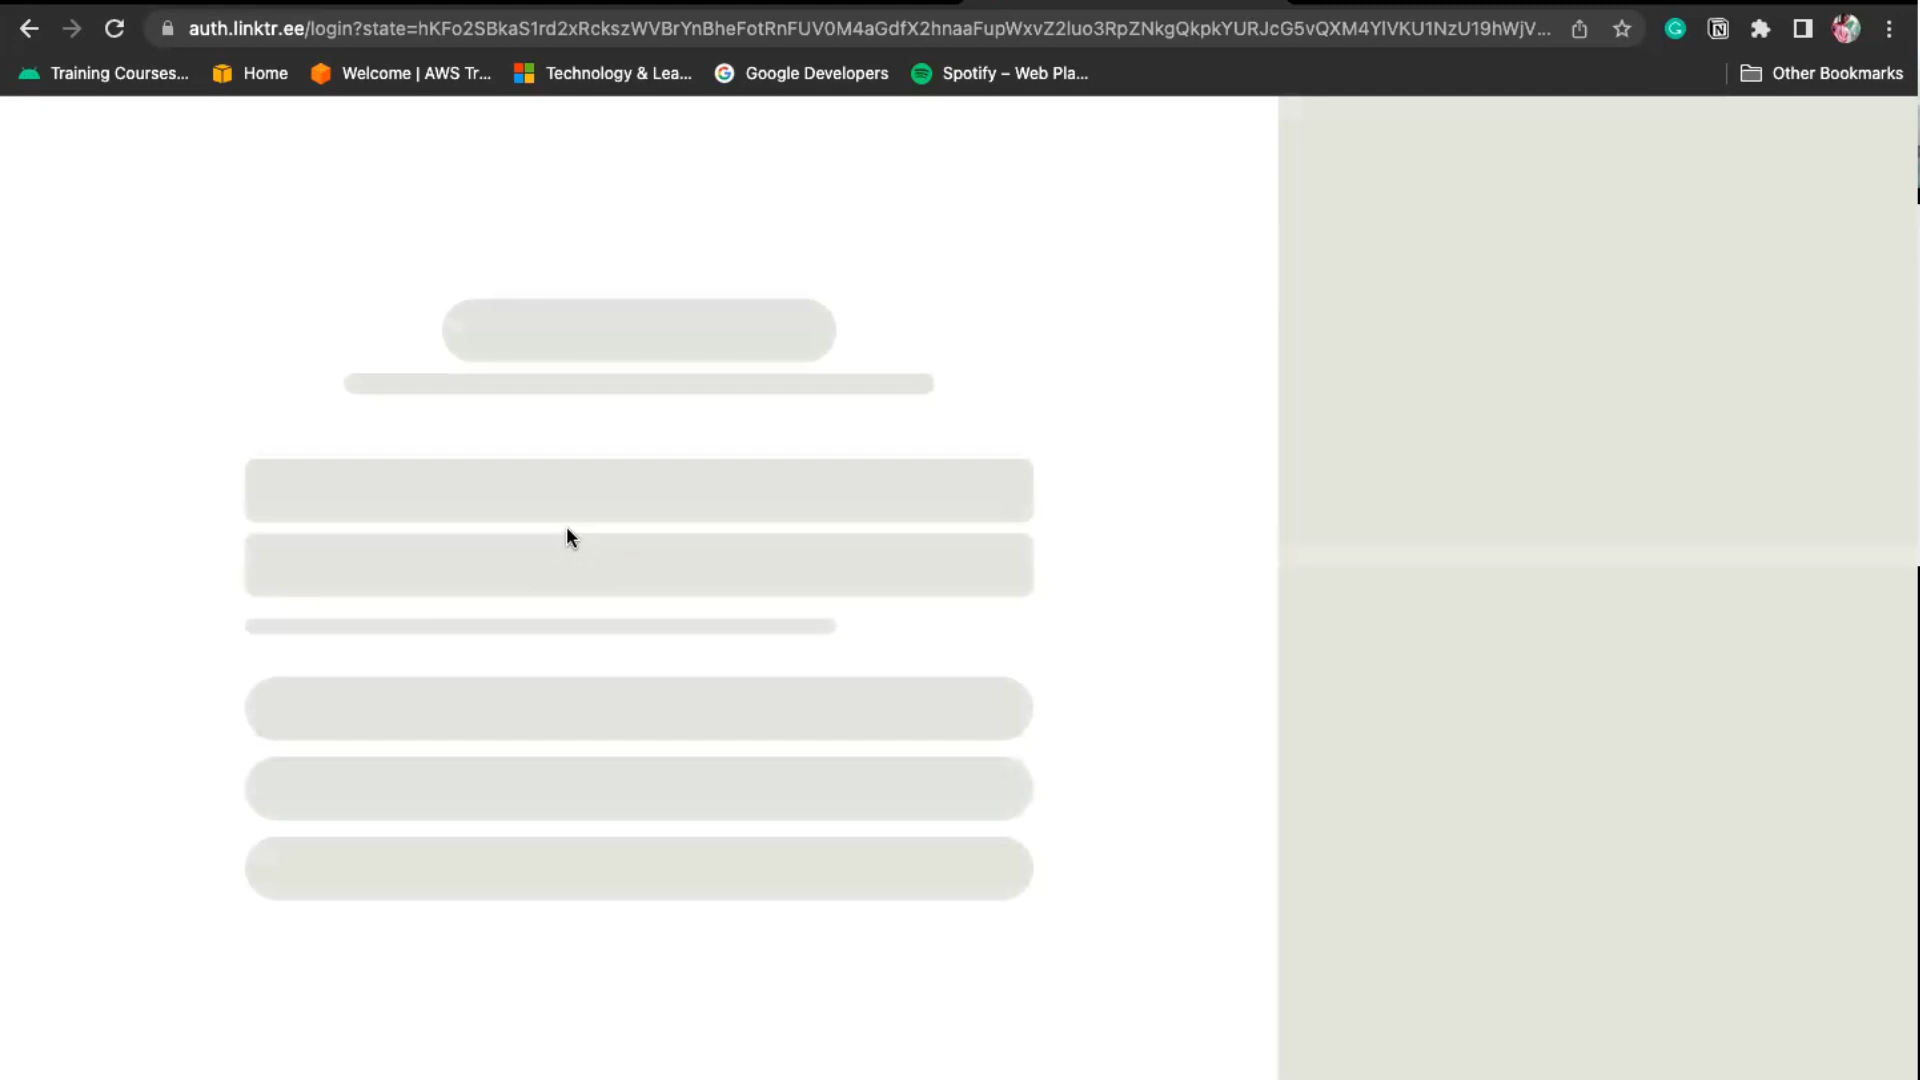 auth.linktr.ee/login?state=hKFo2SBkaS1rd2xRckszWVBrYnBheFotRnFUV0M4aGdfX2hnaaFupWxvZ2luo3RpZNkgQkpkYURJcG5vQXM4YlVKU1NzU19hWjV...
Training Courses... Home Welcome | AWS Tr... Technology & Lea... Google Developers Spotify – Web Pla... Other Bookmarks